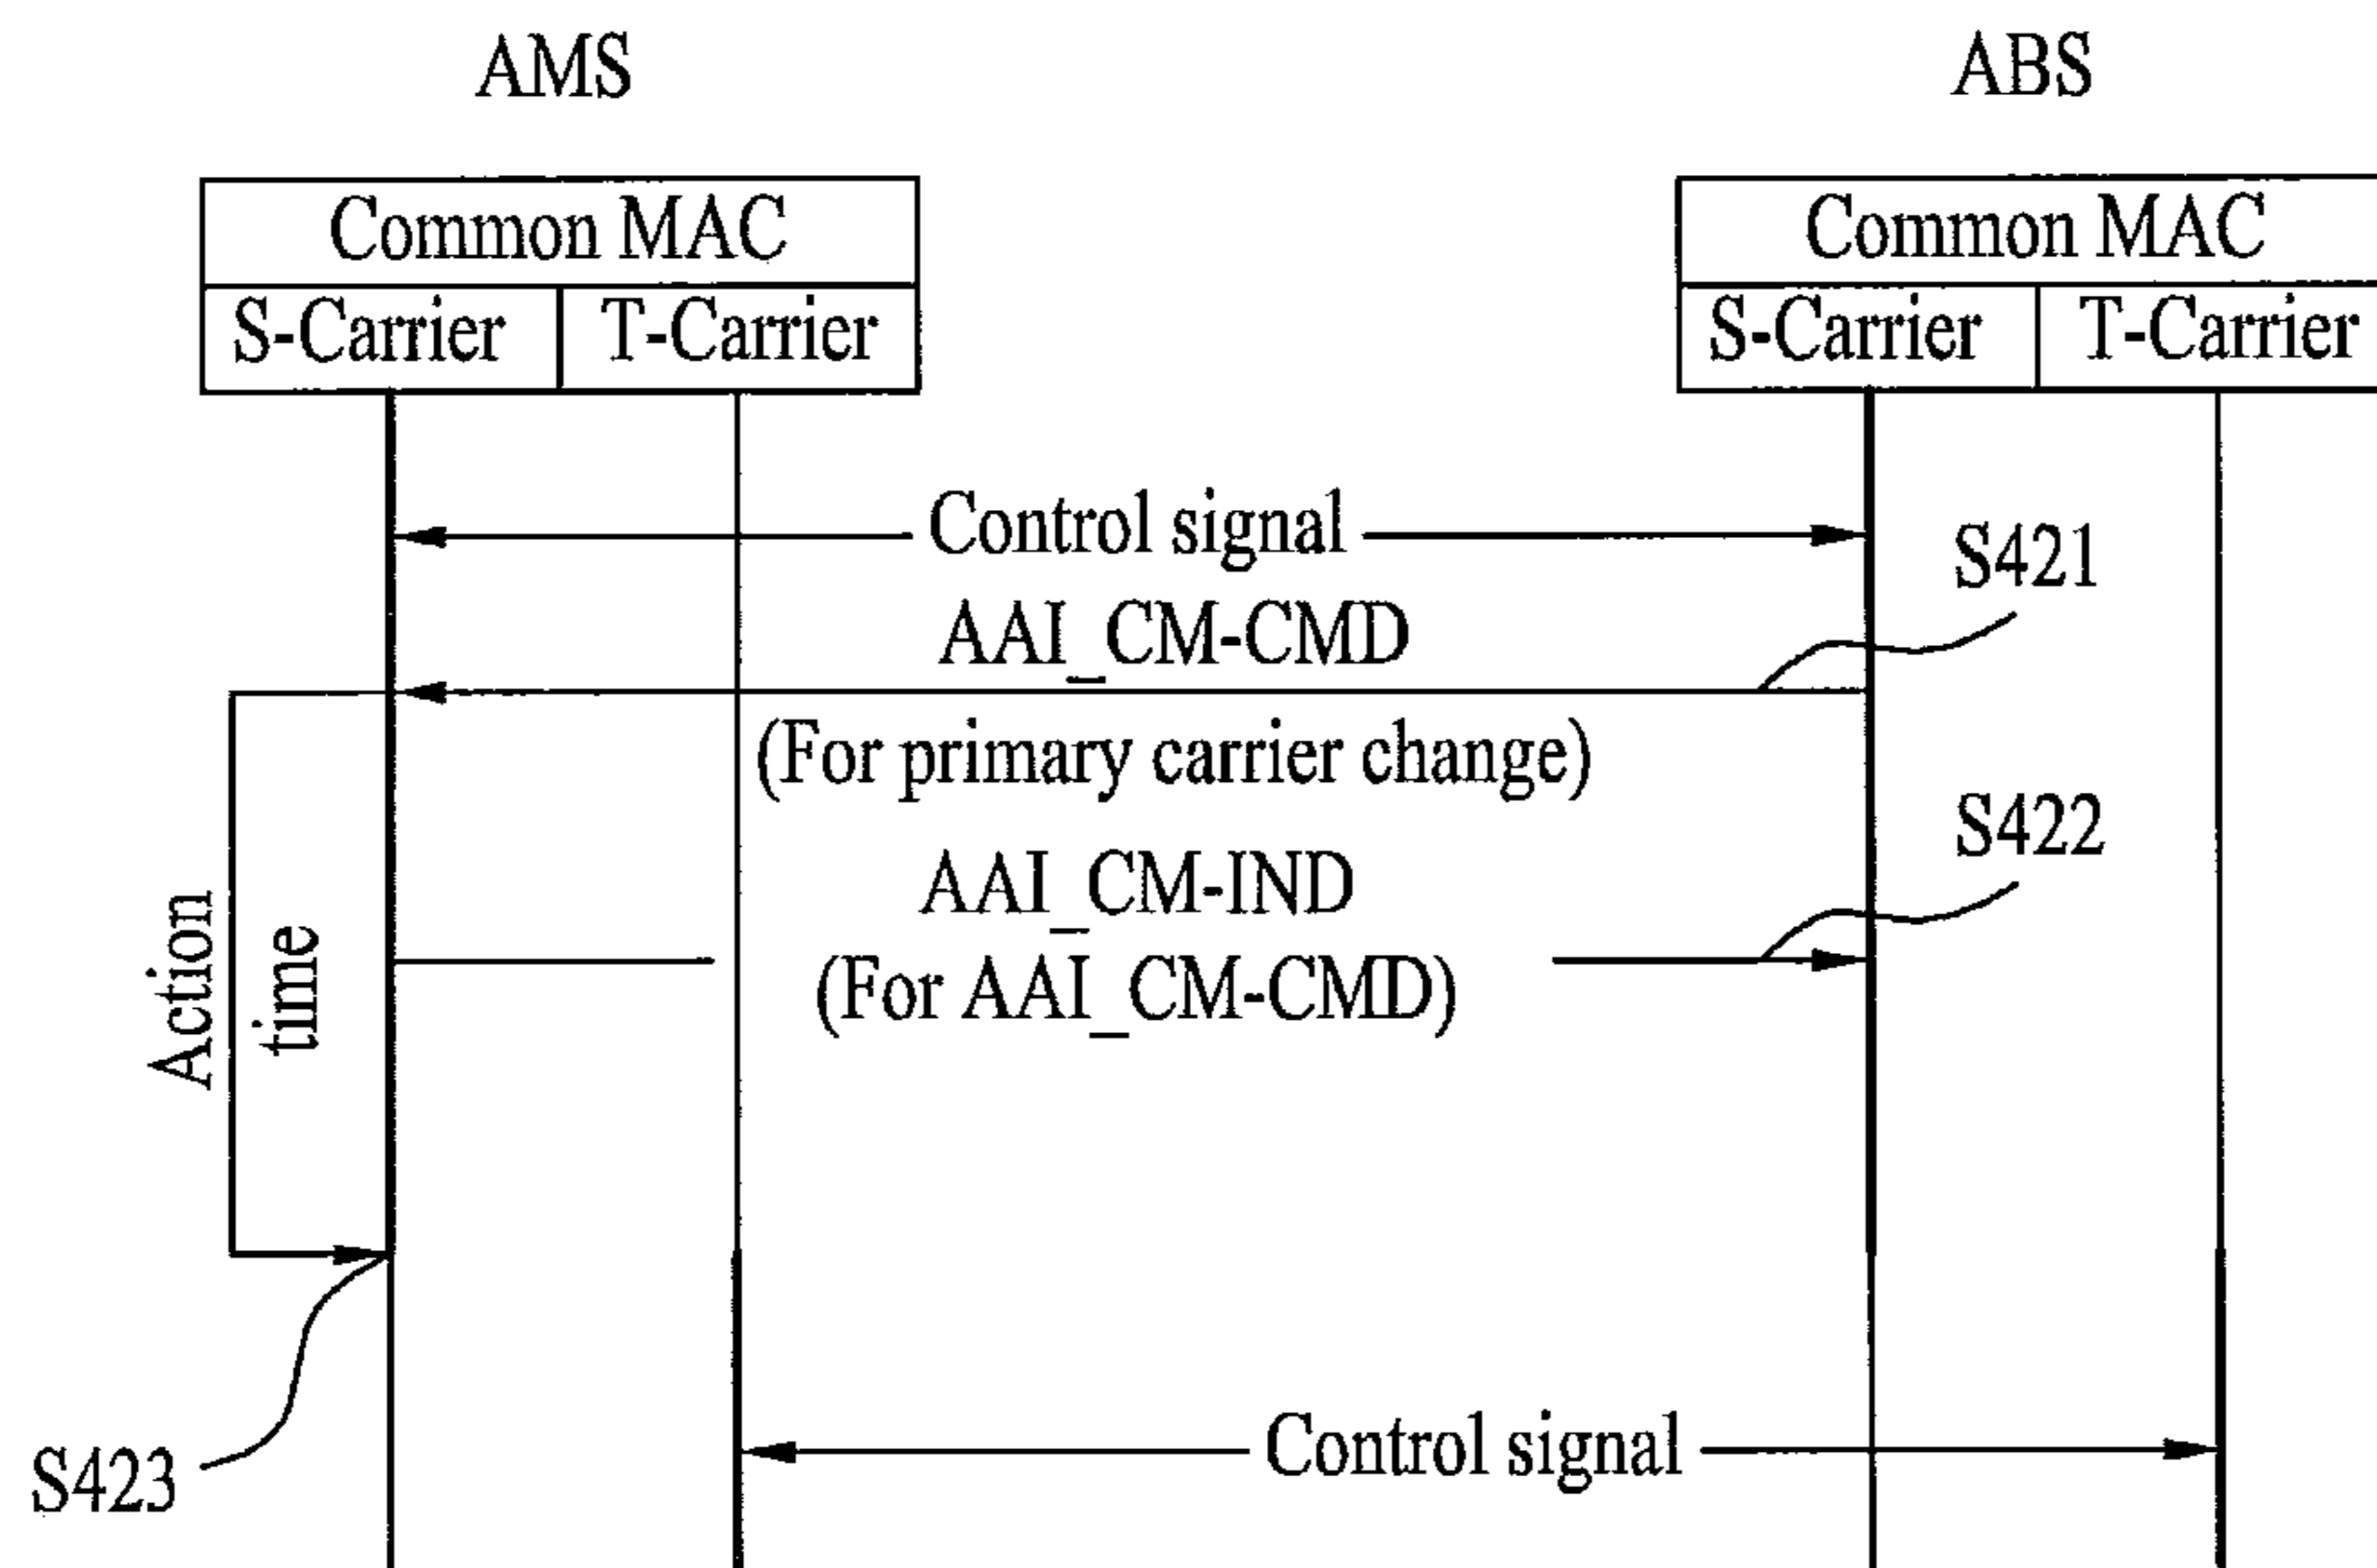 AMS
ABS
Common MAC
S-Carrier
T-Carrier
Common MAC
S-Carrier
T-Carrier
Control signal
S421
AAI_CM-CMD
(For primary carrier change)
S422
AAI_CM-IND
(For AAI_CM-CMD)
Action
time
S423
Control signal